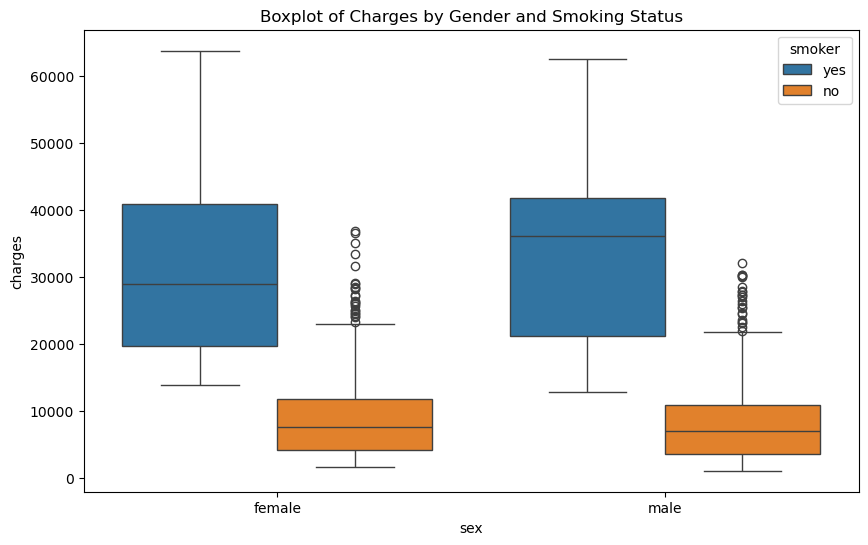 Boxplot of Charges by Gender and Smoking Status
smoker
yes
no
60000
50000
40000
30000
20000
10000
0
charges
female
male
sex